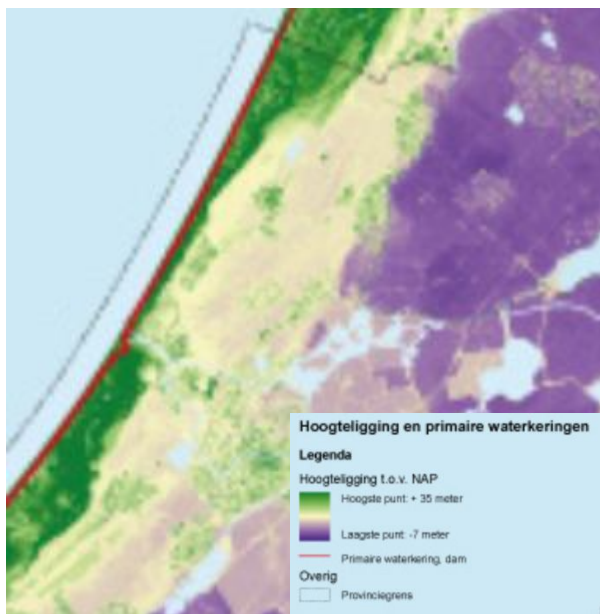 Hoogteligging en primaire waterkeringen
Legenda
Hoogteligging t.o.v. NAP
Hoogste punt: + 35 meter
Laagste punt: -7 meter
Primaire waterkering, dam
Overig
Provinciegrens